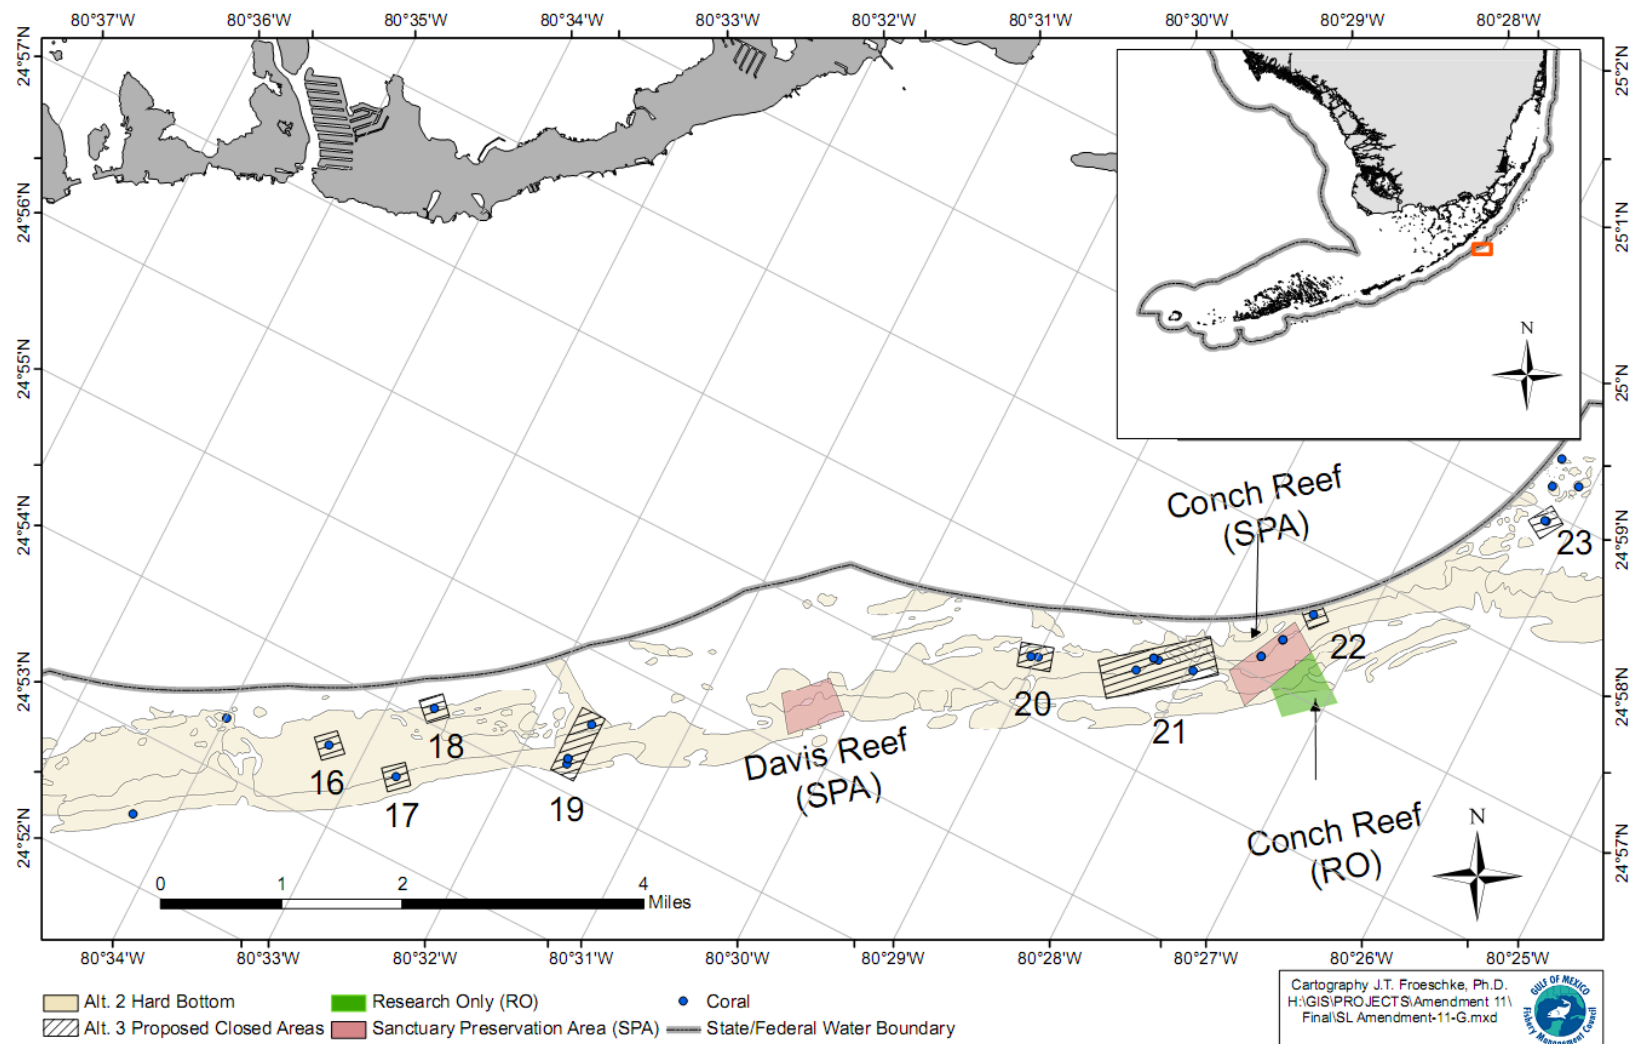 80°37'W 80°36'W 80°35'W 80°34'W 80°33'W 80°32'W 80°31'W 80°30'W 80°29'W 80°28'W
24°57'N
24°56'N
24°55'N
24°54'N
24°53'N
24°52'N
25°2'N
25°1'N
25°N
24°59'N
24°58'N
24°57'N
N
Conch Reef
(SPA)
23
22
20
21
18
16
17
19
Davis Reef
(SPA)
Conch Reef
(RO)
N
0 1 2 4
Miles
80°34'W 80°33'W 80°32'W 80°31'W 80°30'W 80°29'W 80°28'W 80°27'W 80°26'W 80°25'W
Alt. 2 Hard Bottom Research Only (RO) Coral
Alt. 3 Proposed Closed Areas Sanctuary Preservation Area (SPA) State/Federal Water Boundary
Cartography J.T. Froeschke, Ph.D.
H:\GIS\PROJECTS\Amendment 11\
Final\SL Amendment-11-G.mxd
GULF OF MEXICO
Fishery Management Council